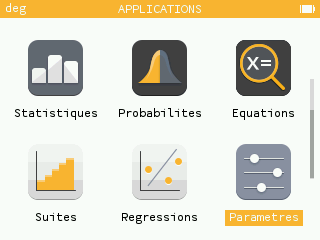 deg APPLICATIONS
Statistiques Probabilites Equations
X=
Suites Regressions Parametres